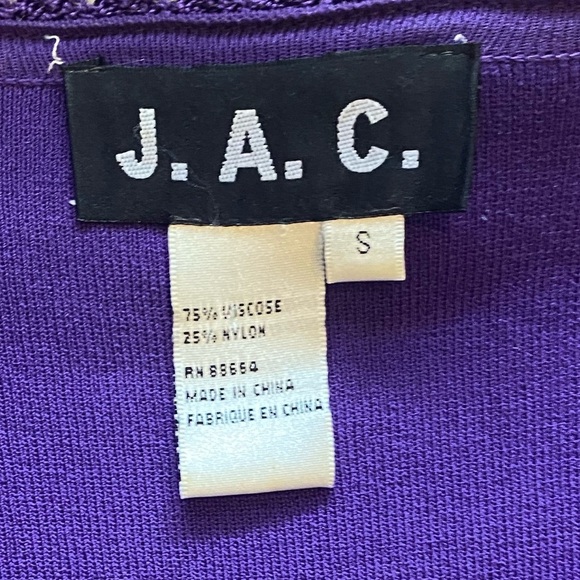 J. A. C.
S
75% VISCOSE
25% NYLON
RN 88664
MADE IN CHINA
FABRIQUE EN CHINA